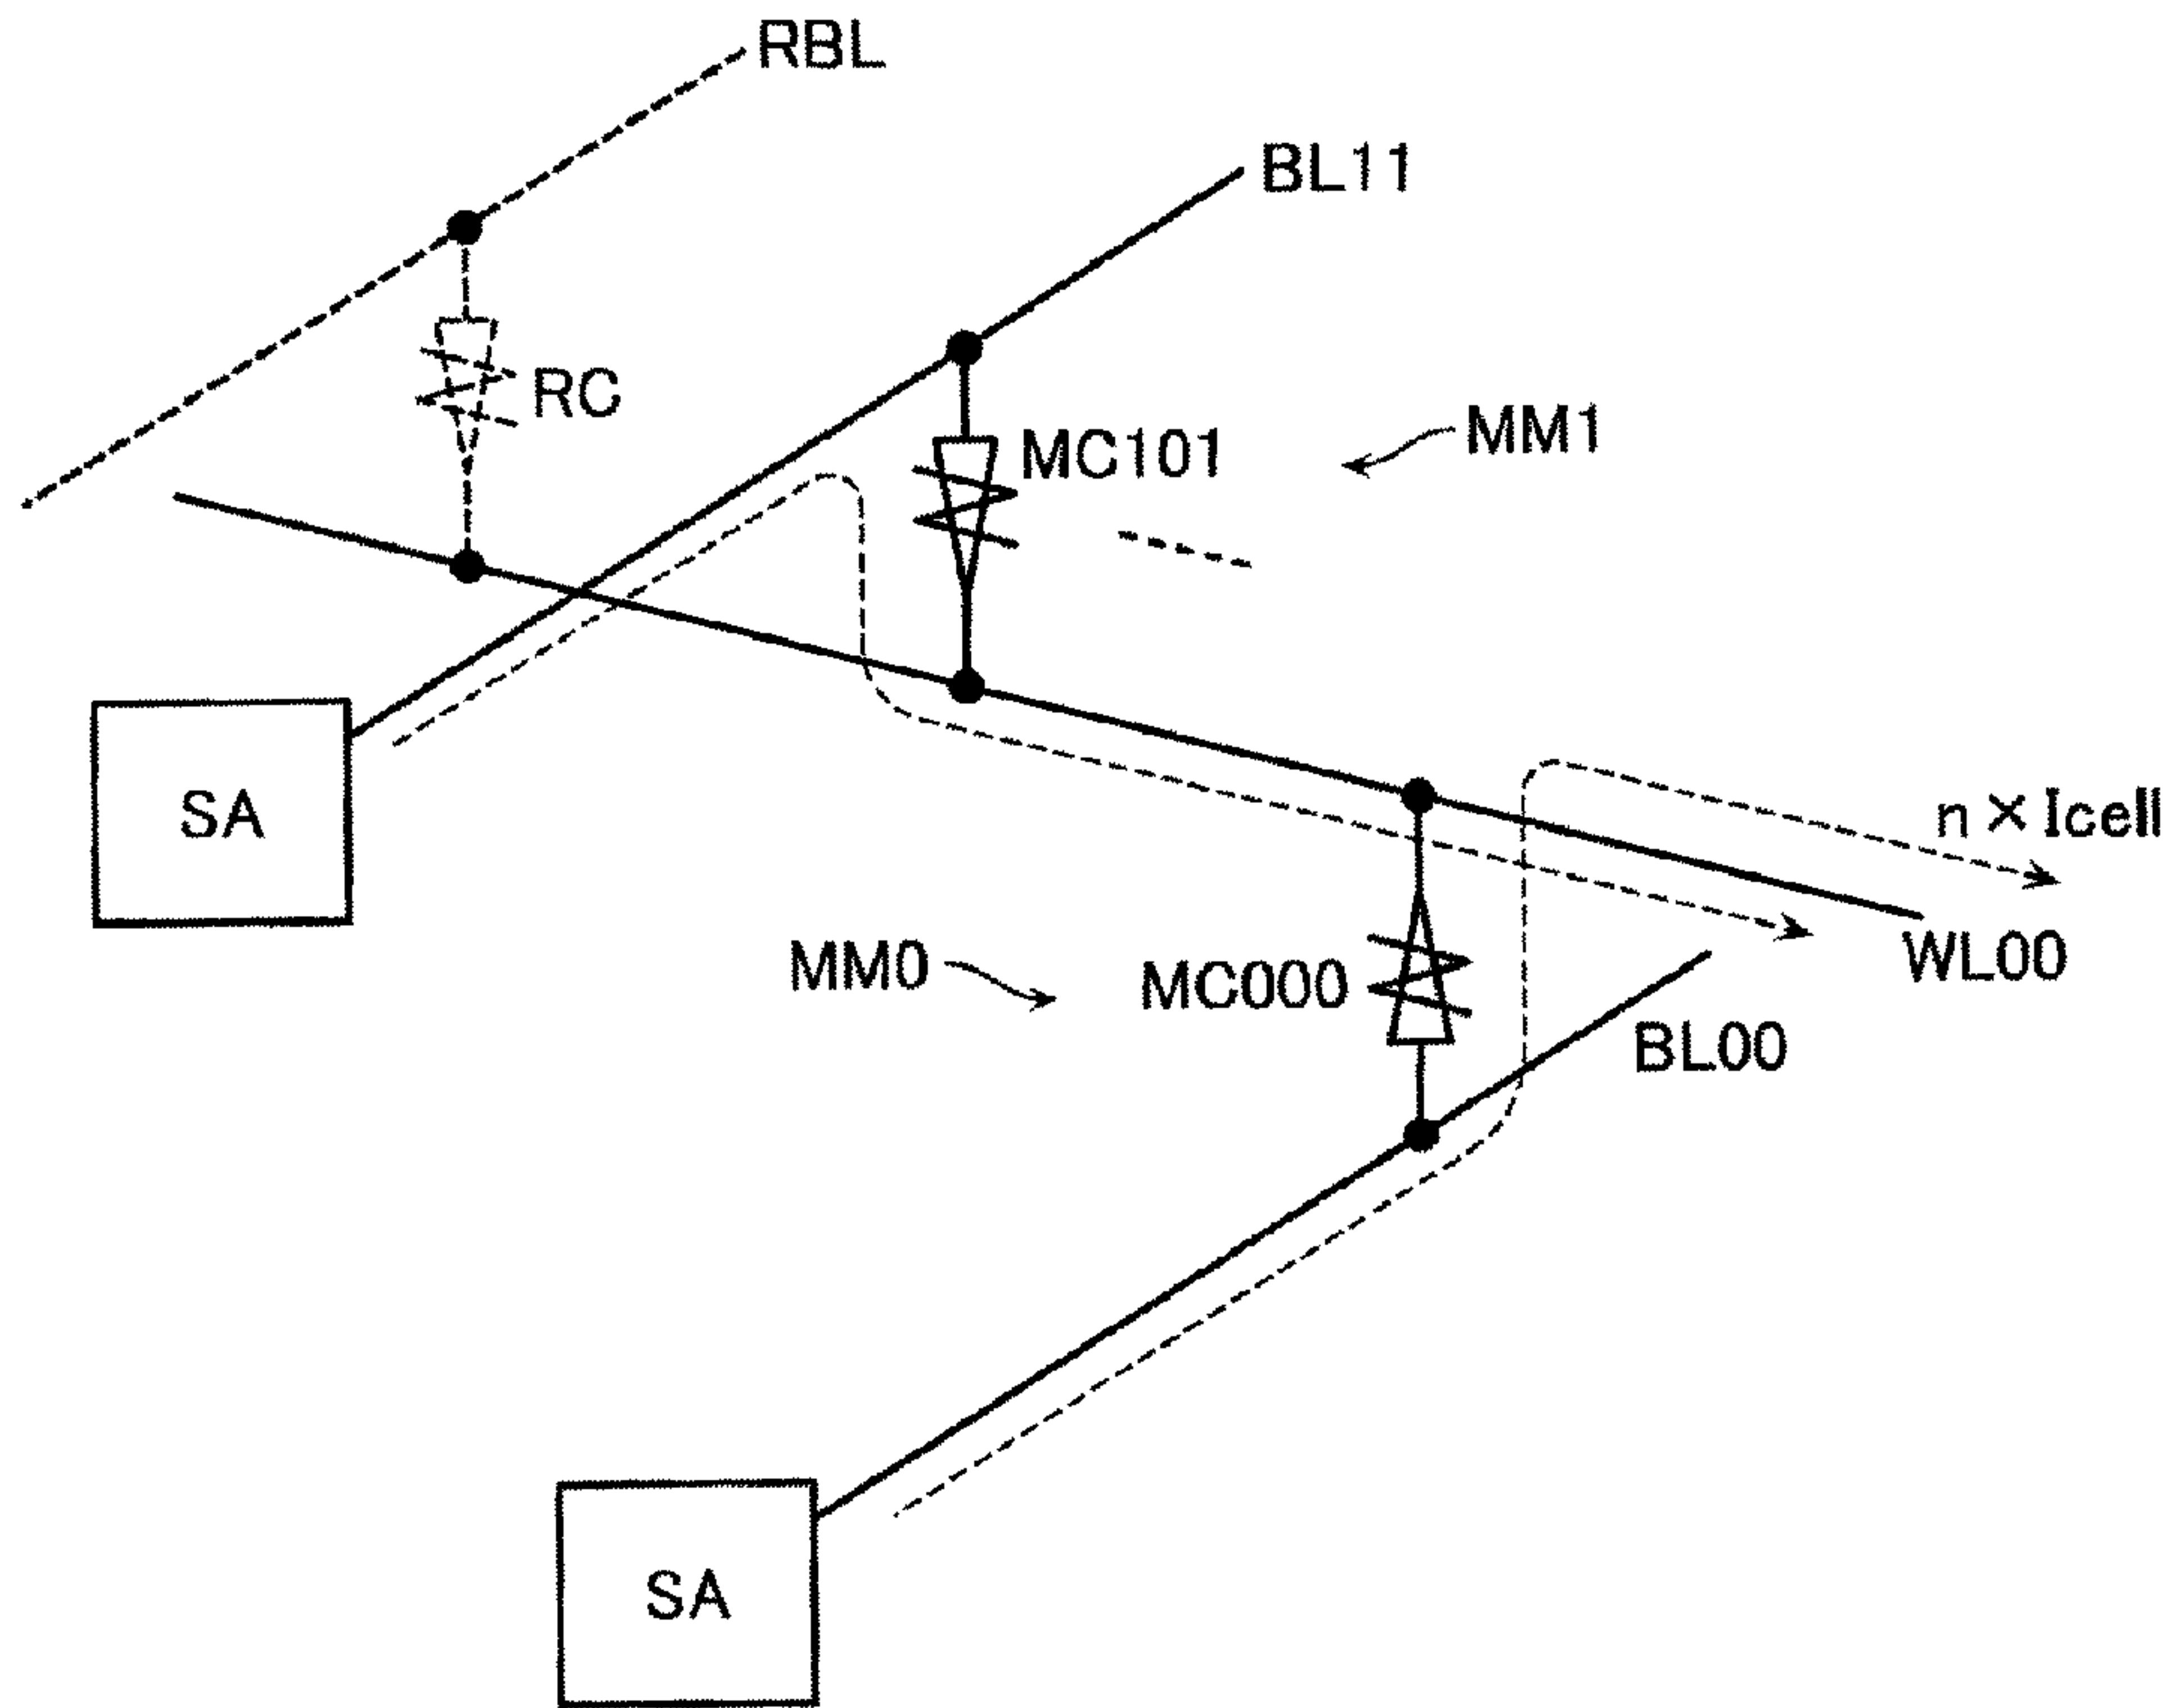 RBL
BL11
RC
MC101
MM1
SA
n × Icell
WL00
MM0
MC000
BL00
SA